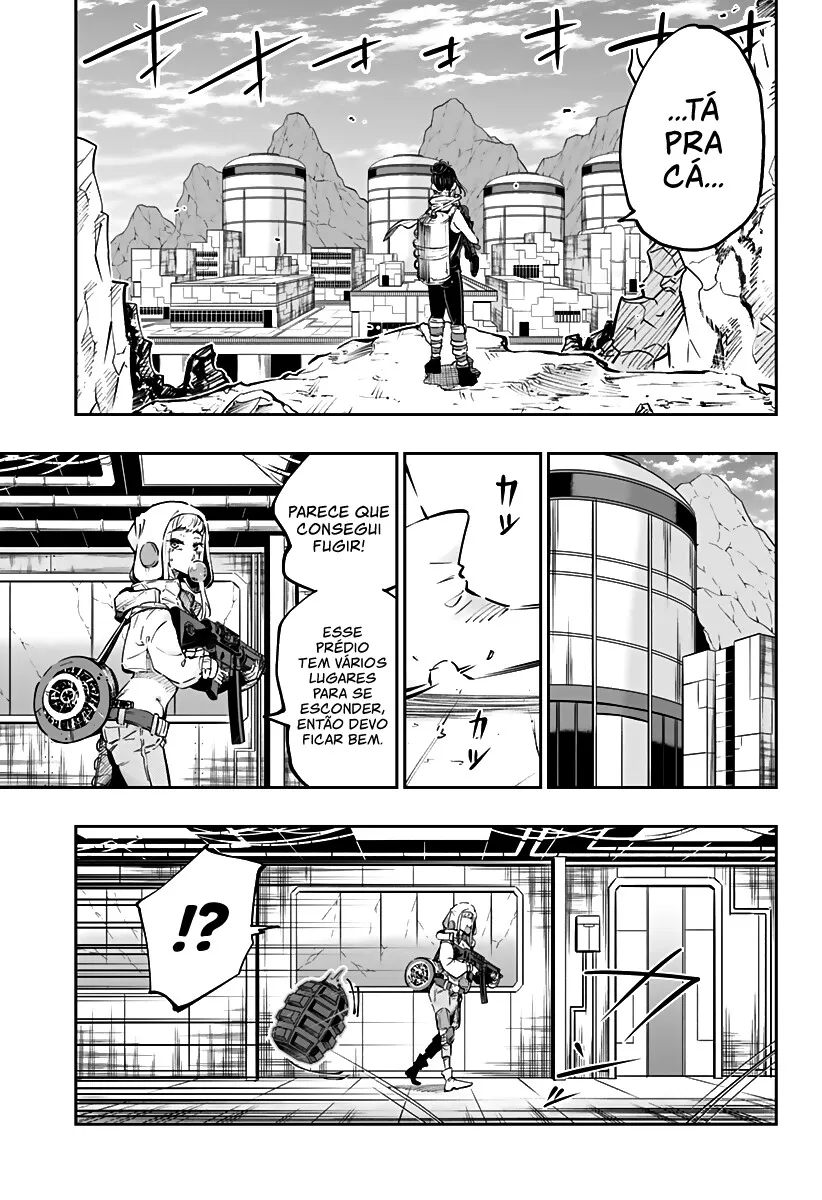 ...TÁ
PRA
CÁ...
カッ
カッ
PARECE QUE
CONSEGUI
FUGIR!
ESSE
PRÉDIO
TEM VÁRIOS
LUGARES
PARA SE
ESCONDER,
ENTÃO DEVO
FICAR BEM.
!?